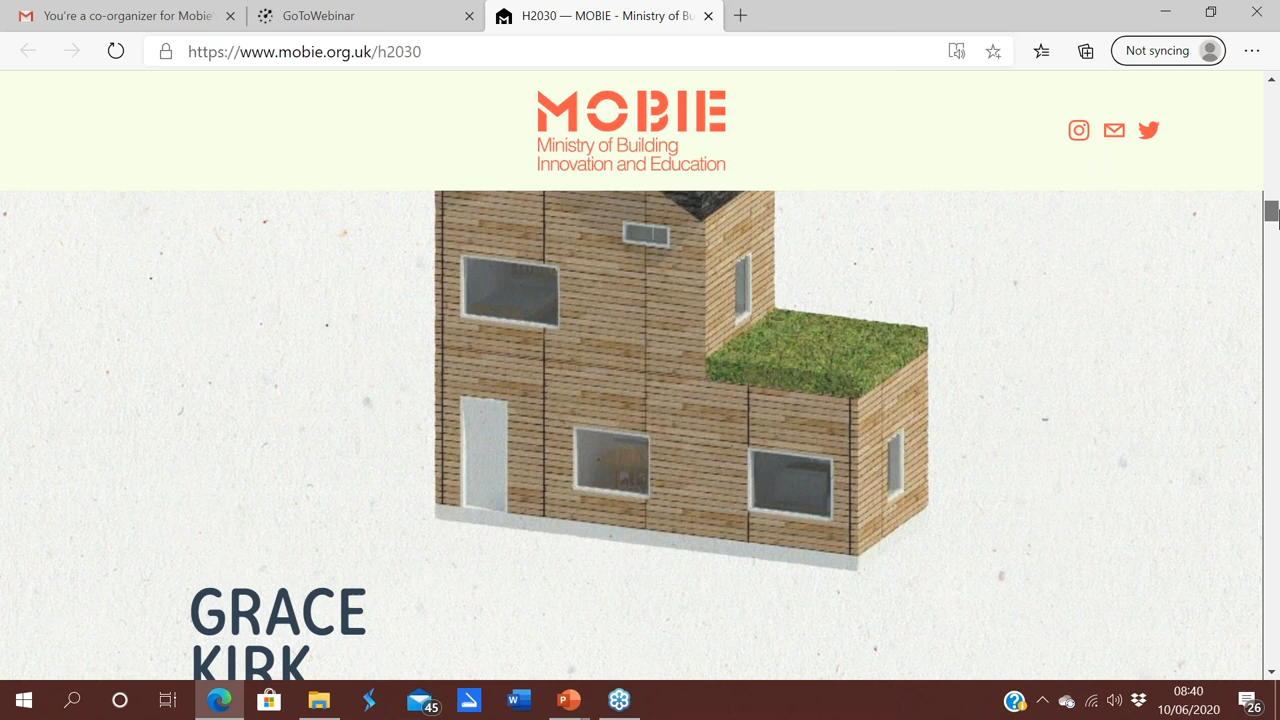 You're a co-organizer for Mobie'
GoToWebinar
H2030 — MOBIE - Ministry of Bu
https://www.mobie.org.uk/h2030
Not syncing
MOBIE
Ministry of Building
Innovation and Education
GRACE
KIRK
45
08:40
10/06/2020
26